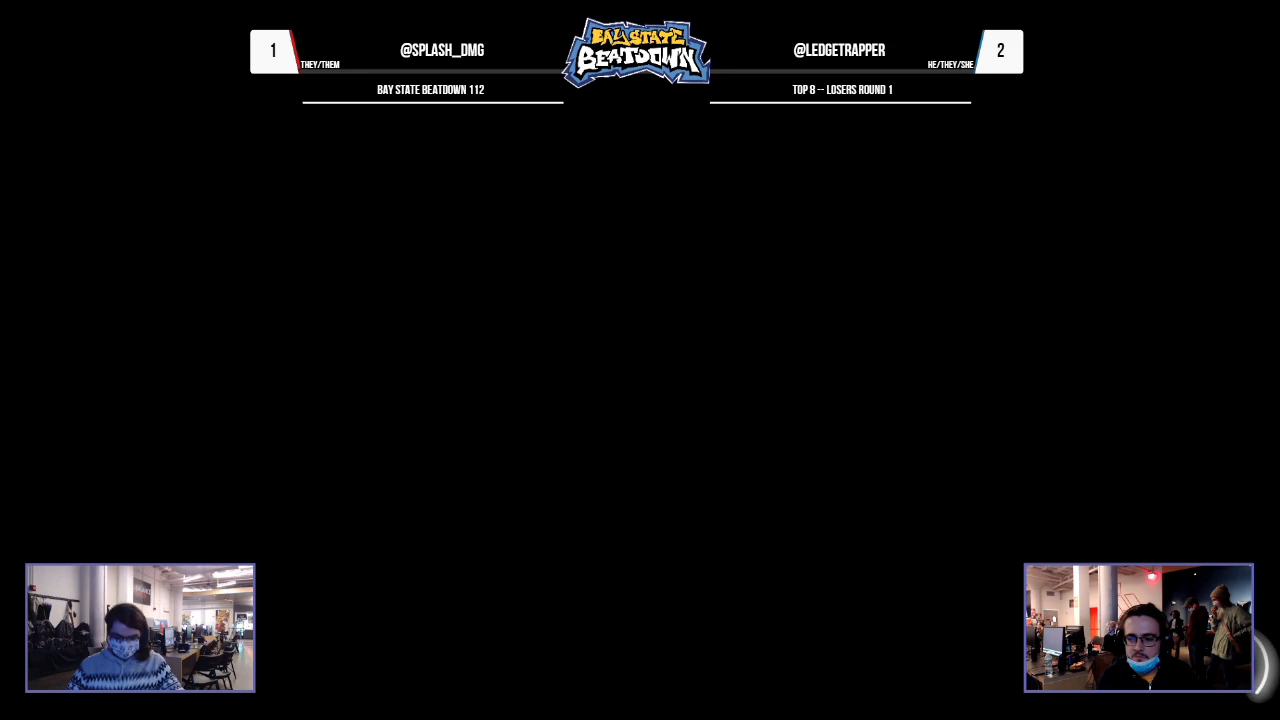 1
@SPLASH_DMG
THEY/THEM
BAY STATE
BEATDOWN
@LEDGETRAPPER
HE/THEY/SHE
2
BAY STATE BEATDOWN 112
TOP 8 -- LOSERS ROUND 1